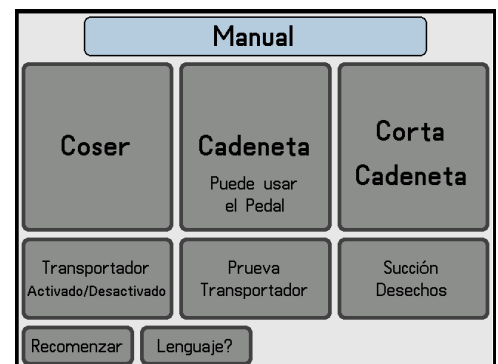 Manual
Coser
Cadeneta
Puede usar
el Pedal
Corta
Cadeneta
Transportador
Activado/Desactivado
Prueva
Transportador
Succión
Desechos
Recomenzar
Lenguaje?